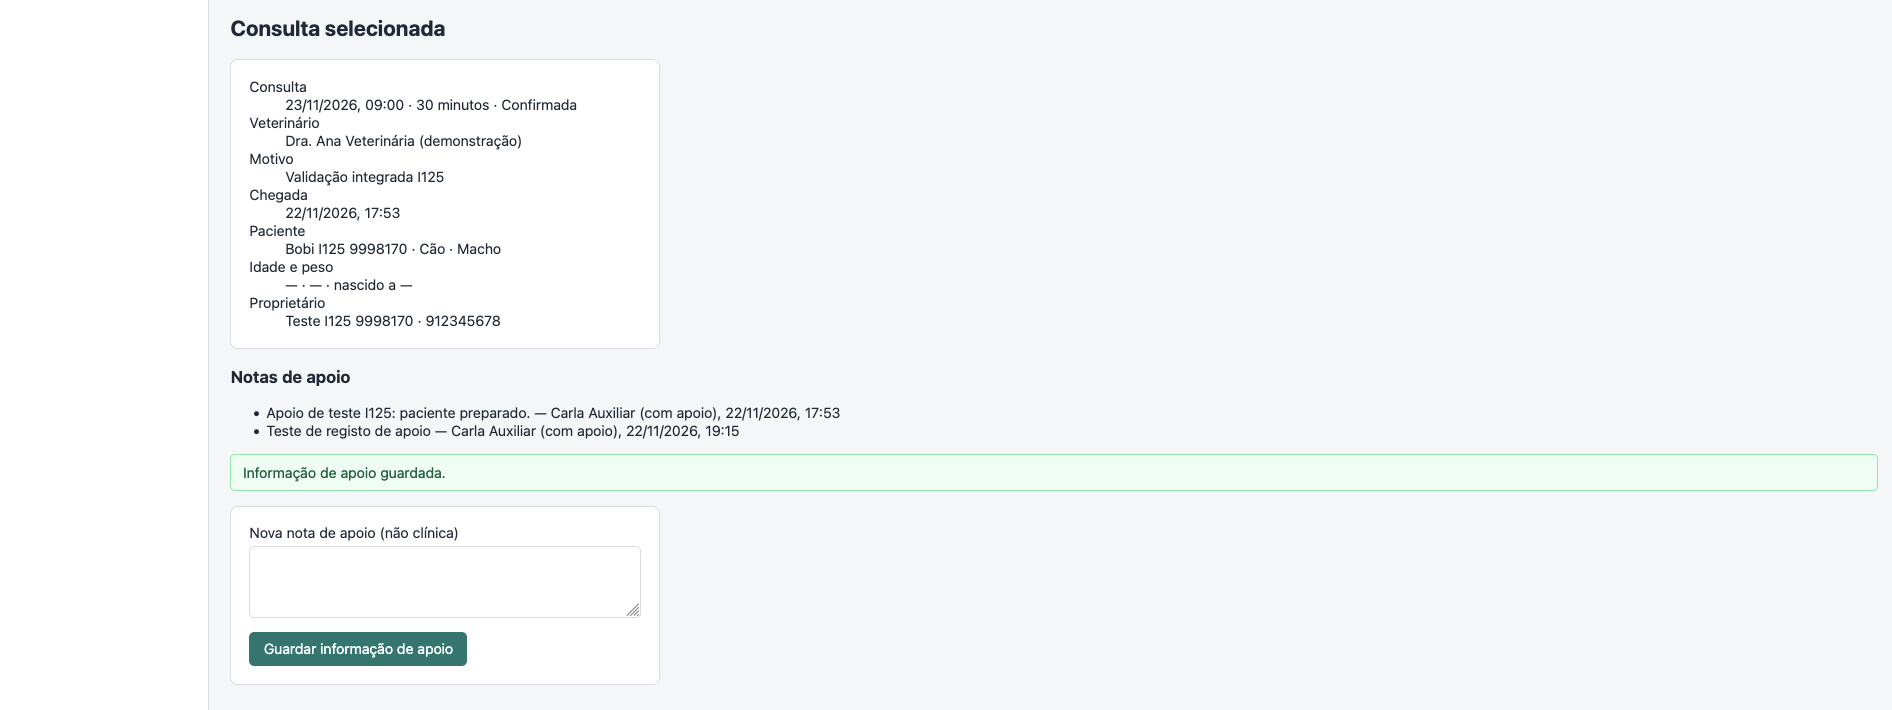 Consulta selecionada
Consulta
23/11/2026, 09:00 · 30 minutos · Confirmada
Veterinário
Dra. Ana Veterinária (demonstração)
Motivo
Validação integrada I125
Chegada
22/11/2026, 17:53
Paciente
Bobi I125 9998170 · Cão · Macho
Idade e peso
— · — · nascido a —
Proprietário
Teste I125 9998170 · 912345678
Notas de apoio
• Apoio de teste I125: paciente preparado. — Carla Auxiliar (com apoio), 22/11/2026, 17:53
• Teste de registo de apoio — Carla Auxiliar (com apoio), 22/11/2026, 19:15
Informação de apoio guardada.
Nova nota de apoio (não clínica)
Guardar informação de apoio